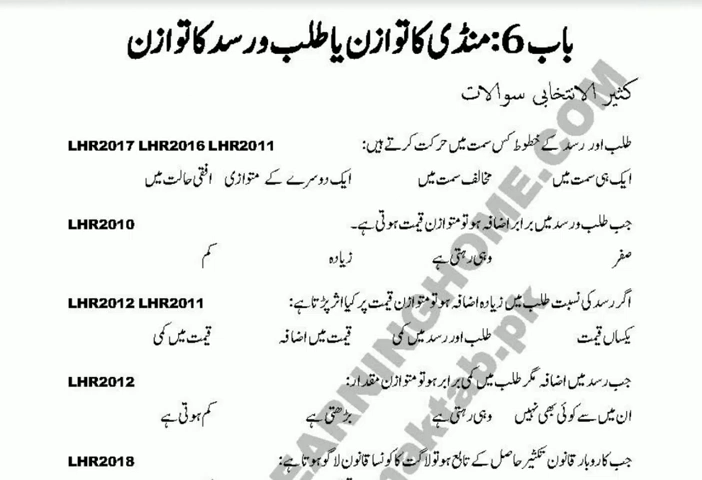 باب 6: منڈی کا توازن یا طلب و رسد کا توازن
کثیر الانتخابی سوالات
طلب اور رسد کے خطوط کس سمت میں حرکت کرتے ہیں: LHR2017 LHR2016 LHR2011
ایک ہی سمت میں مخالف سمت میں ایک دوسرے کے متوازی افقی حالت میں
جب طلب و رسد میں برابر اضافہ ہو تو متوازن قیمت ہوتی ہے۔ LHR2010
صفر وہی رہتی ہے زیادہ کم
اگر رسد کی نسبت طلب میں زیادہ اضافہ ہو تو متوازن قیمت پر کیا اثر پڑتا ہے: LHR2012 LHR2011
یکساں قیمت طلب اور رسد میں کمی قیمت میں اضافہ قیمت میں کمی
جب رسد میں اضافہ مگر طلب میں کمی برابر ہو تو متوازن مقدار: LHR2012
ان میں سے کوئی بھی نہیں وہی رہتی ہے بڑھتی ہے کم ہوتی ہے
جب کاروبار قانون تکثیر حاصل کے تابع ہو تو لاگت کا کونسا قانون لاگو ہوتا ہے: LHR2018
EARNINGHOME.COM
maktab.pk